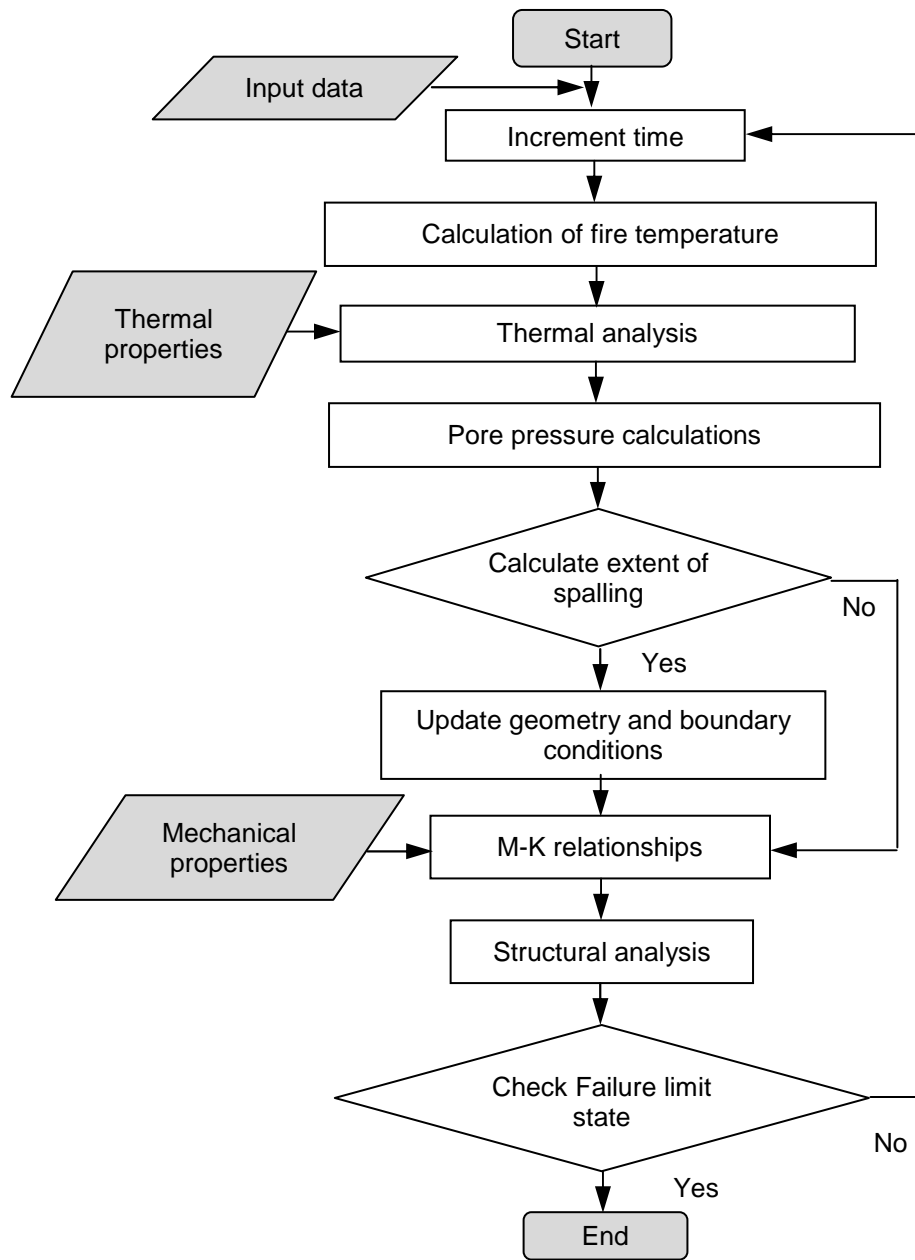 Start
Input data
Increment time
Calculation of fire temperature
Thermal
properties
Thermal analysis
Pore pressure calculations
Calculate extent of
spalling
No
Yes
Update geometry and boundary
conditions
Mechanical
properties
M-K relationships
Structural analysis
Check Failure limit
state
No
Yes
End